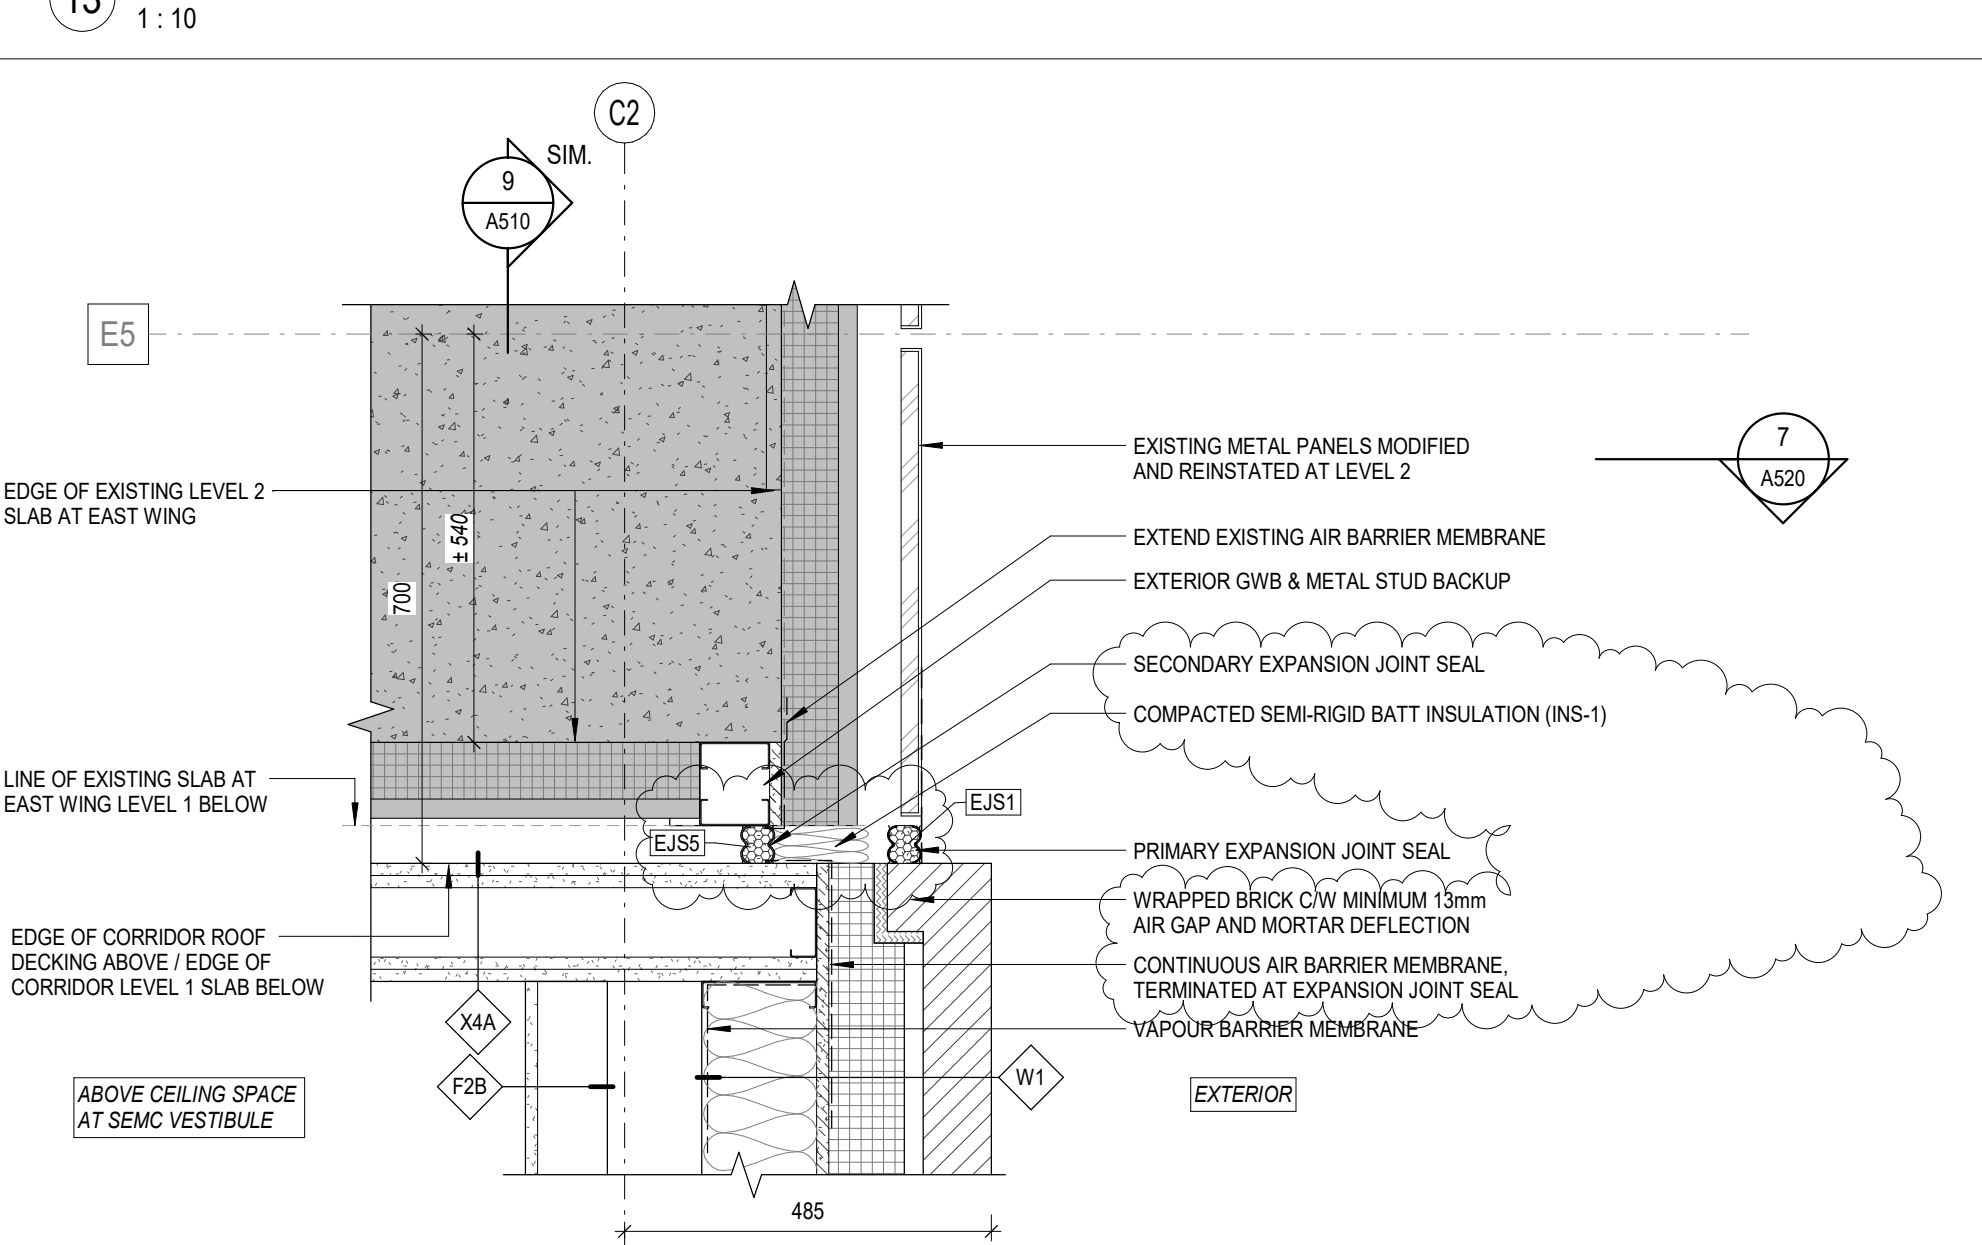 1 : 10
C2
SIM.
9
A510
E5
7
A520
EXISTING METAL PANELS MODIFIED
AND REINSTATED AT LEVEL 2
EDGE OF EXISTING LEVEL 2
SLAB AT EAST WING
± 540
700
EXTEND EXISTING AIR BARRIER MEMBRANE
EXTERIOR GWB & METAL STUD BACKUP
SECONDARY EXPANSION JOINT SEAL
COMPACTED SEMI-RIGID BATT INSULATION (INS-1)
LINE OF EXISTING SLAB AT
EAST WING LEVEL 1 BELOW
EJS1
EJS5
PRIMARY EXPANSION JOINT SEAL
WRAPPED BRICK C/W MINIMUM 13mm
AIR GAP AND MORTAR DEFLECTION
EDGE OF CORRIDOR ROOF
DECKING ABOVE / EDGE OF
CORRIDOR LEVEL 1 SLAB BELOW
CONTINUOUS AIR BARRIER MEMBRANE,
TERMINATED AT EXPANSION JOINT SEAL
VAPOUR BARRIER MEMBRANE
X4A
F2B
W1
ABOVE CEILING SPACE
AT SEMC VESTIBULE
EXTERIOR
485